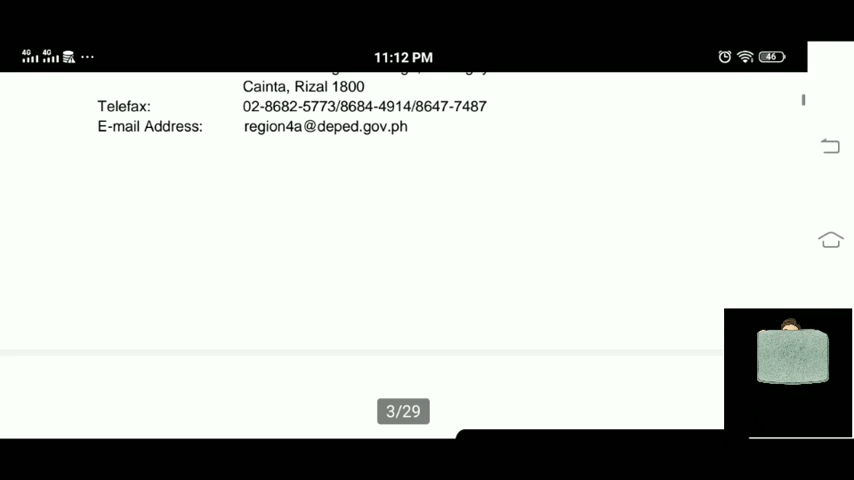 4G 4G ... 11:12 PM 46
Cainta, Rizal 1800
Telefax: 02-8682-5773/8684-4914/8647-7487
E-mail Address: region4a@deped.gov.ph
3/29